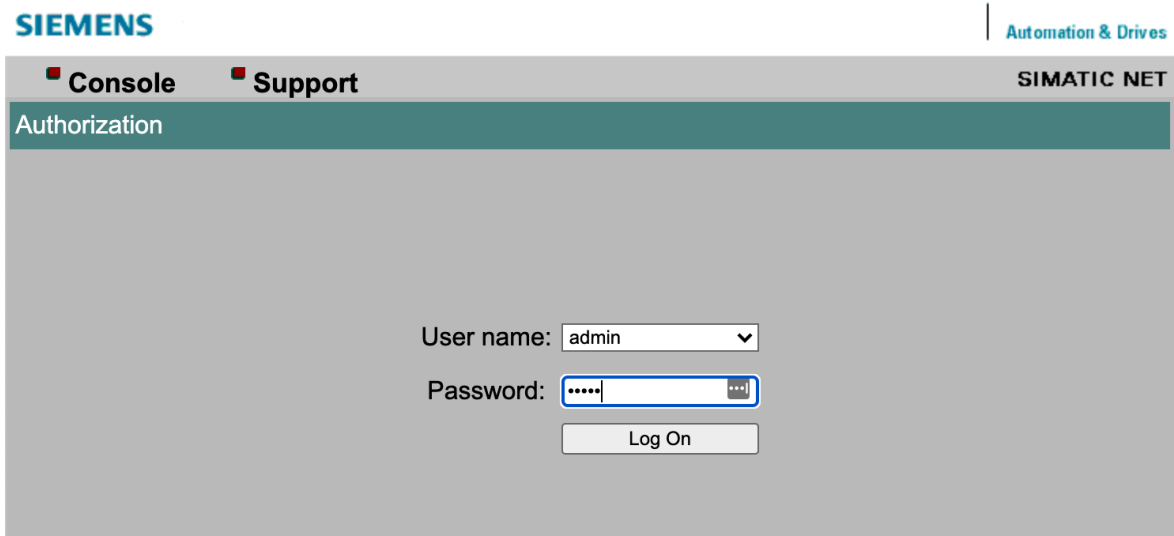 SIEMENS
Automation & Drives
Console Support SIMATIC NET
Authorization
User name: admin
Password: •••••
Log On